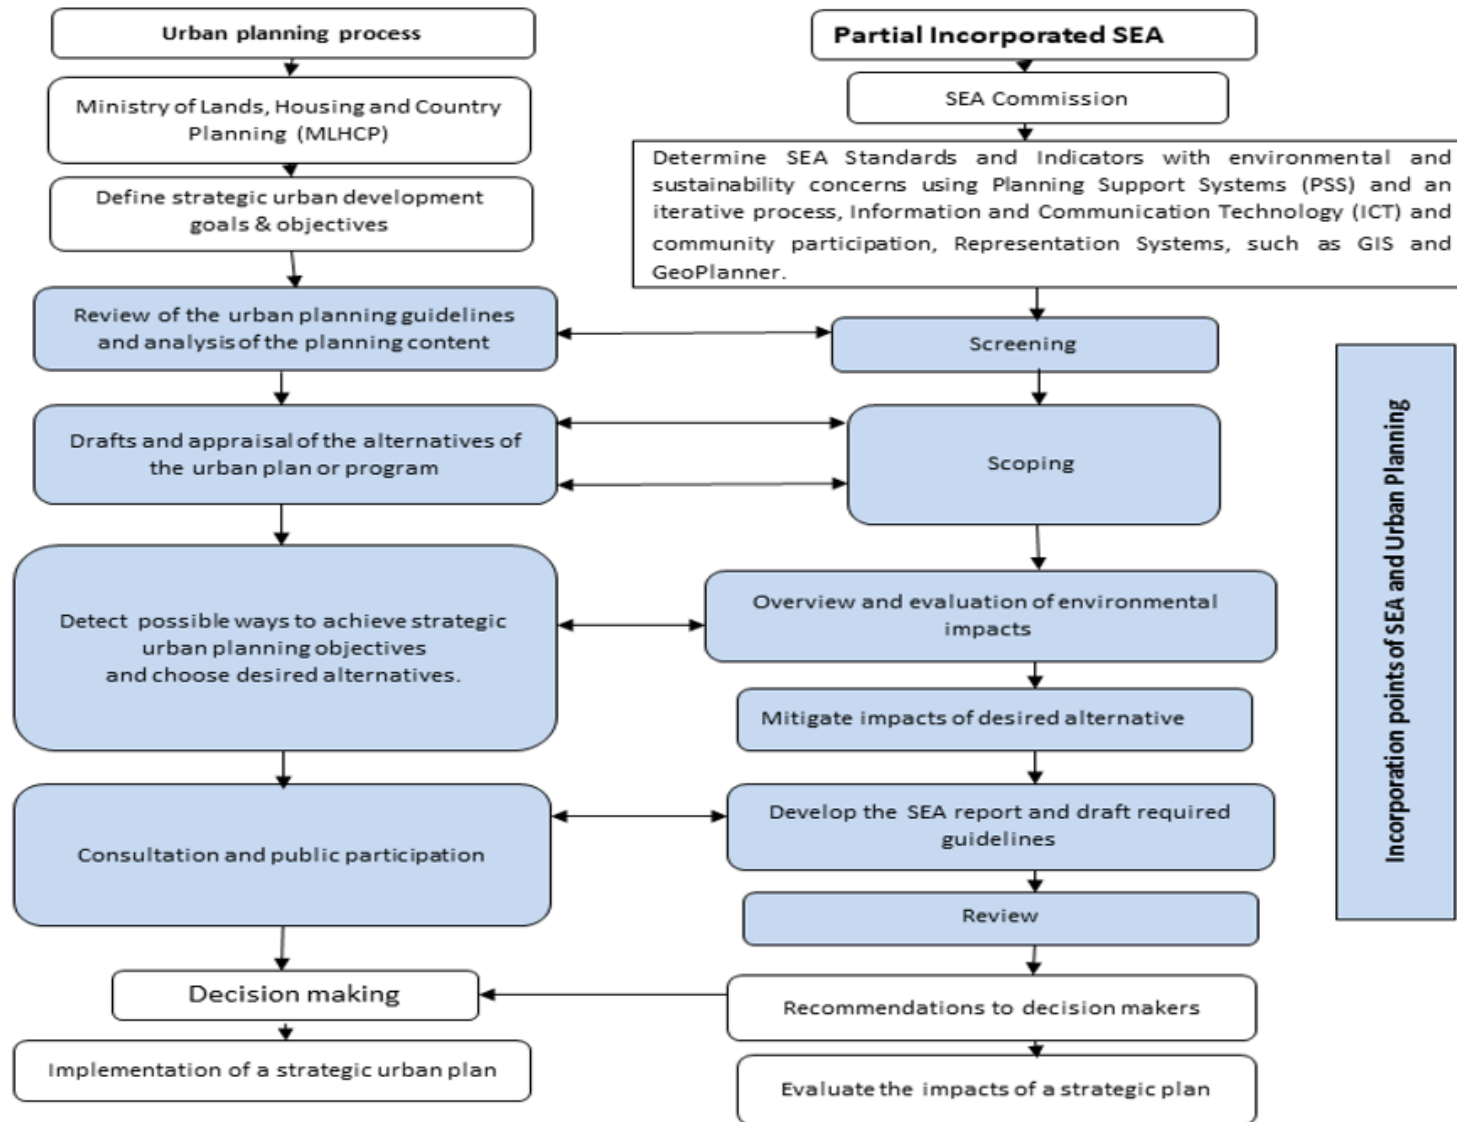 Urban planning process
Ministry of Lands, Housing and Country
Planning (MLHCP)
Define strategic urban development
goals & objectives
Review of the urban planning guidelines
and analysis of the planning content
Drafts and appraisal of the alternatives of
the urban plan or program
Detect possible ways to achieve strategic
urban planning objectives
and choose desired alternatives.
Consultation and public participation
Decision making
Implementation of a strategic urban plan
Partial Incorporated SEA
SEA Commission
Determine SEA Standards and Indicators with environmental and
sustainability concerns using Planning Support Systems (PSS) and an
iterative process, Information and Communication Technology (ICT) and
community participation, Representation Systems, such as GIS and
GeoPlanner.
Screening
Scoping
Overview and evaluation of environmental
impacts
Mitigate impacts of desired alternative
Develop the SEA report and draft required
guidelines
Review
Recommendations to decision makers
Evaluate the impacts of a strategic plan
Incorporation points of SEA and Urban Planning